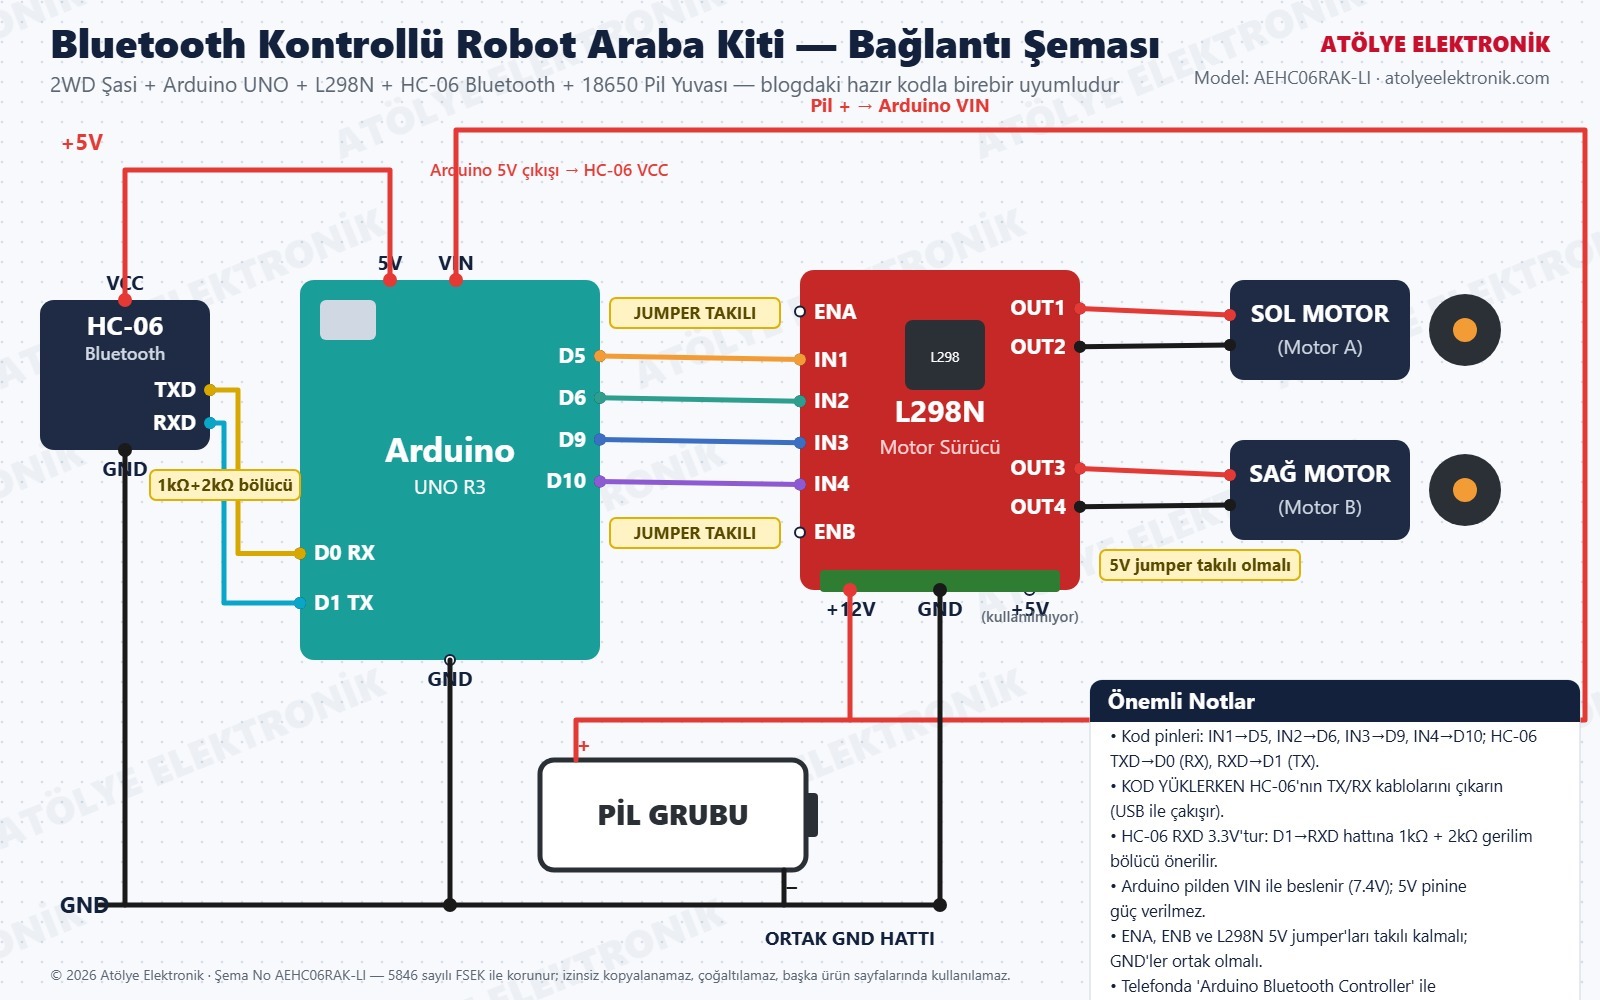 Bluetooth Kontrollü Robot Araba Kiti — Bağlantı Şeması
ATÖLYE ELEKTRONİK
2WD Şasi + Arduino UNO + L298N + HC-06 Bluetooth + 18650 Pil Yuvası — blogdaki hazır kodla birebir uyumludur
Model: AEHC06RAK-LI · atolyeelektronik.com
Pil + → Arduino VIN
+5V
Arduino 5V çıkışı → HC-06 VCC
5V
VIN
VCC
HC-06
Bluetooth
TXD
RXD
GND
1kΩ+2kΩ bölücü
Arduino
UNO R3
D5
D6
D9
D10
D0 RX
D1 TX
GND
JUMPER TAKILI
JUMPER TAKILI
ENA
IN1
IN2
IN3
IN4
ENB
L298
L298N
Motor Sürücü
OUT1
OUT2
OUT3
OUT4
+12V
GND
+5V
(kullanılmıyor)
SOL MOTOR
(Motor A)
SAĞ MOTOR
(Motor B)
5V jumper takılı olmalı
+
PİL GRUBU
–
GND
ORTAK GND HATTI
Önemli Notlar
• Kod pinleri: IN1→D5, IN2→D6, IN3→D9, IN4→D10; HC-06
TXD→D0 (RX), RXD→D1 (TX).
• KOD YÜKLERKEN HC-06'nın TX/RX kablolarını çıkarın
(USB ile çakışır).
• HC-06 RXD 3.3V'tur: D1→RXD hattına 1kΩ + 2kΩ gerilim
bölücü önerilir.
• Arduino pilden VIN ile beslenir (7.4V); 5V pinine
güç verilmez.
• ENA, ENB ve L298N 5V jumper'ları takılı kalmalı;
GND'ler ortak olmalı.
• Telefonda 'Arduino Bluetooth Controller' ile
© 2026 Atölye Elektronik · Şema No AEHC06RAK-LI — 5846 sayılı FSEK ile korunur; izinsiz kopyalanamaz, çoğaltılamaz, başka ürün sayfalarında kullanılamaz.